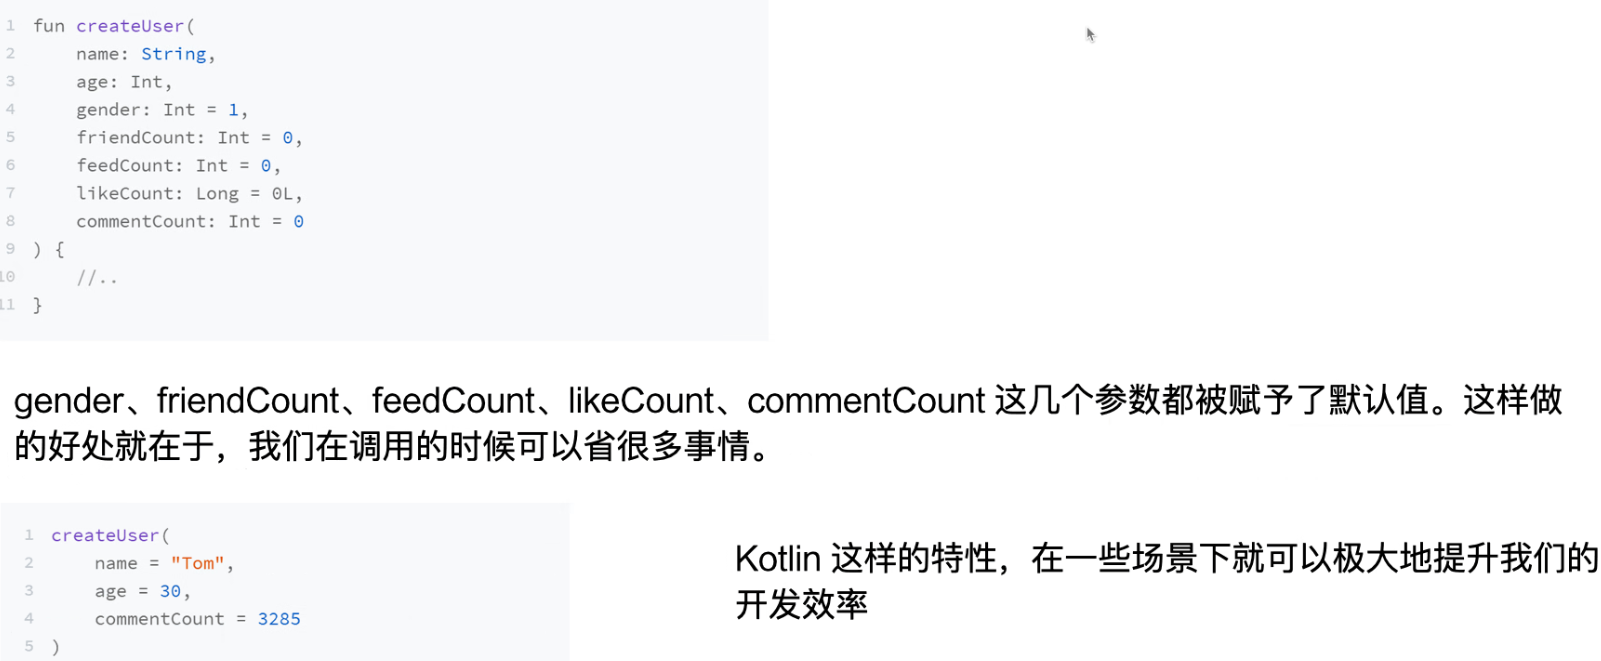 1 fun createUser(
2     name: String,
3     age: Int,
4     gender: Int = 1,
5     friendCount: Int = 0,
6     feedCount: Int = 0,
7     likeCount: Long = 0L,
8     commentCount: Int = 0
9 ) {
10     //..
11 }
gender、friendCount、feedCount、likeCount、commentCount 这几个参数都被赋予了默认值。这样做
的好处就在于，我们在调用的时候可以省很多事情。
1 createUser(
2     name = "Tom",
3     age = 30,
4     commentCount = 3285
5 )
Kotlin 这样的特性，在一些场景下就可以极大地提升我们的
开发效率